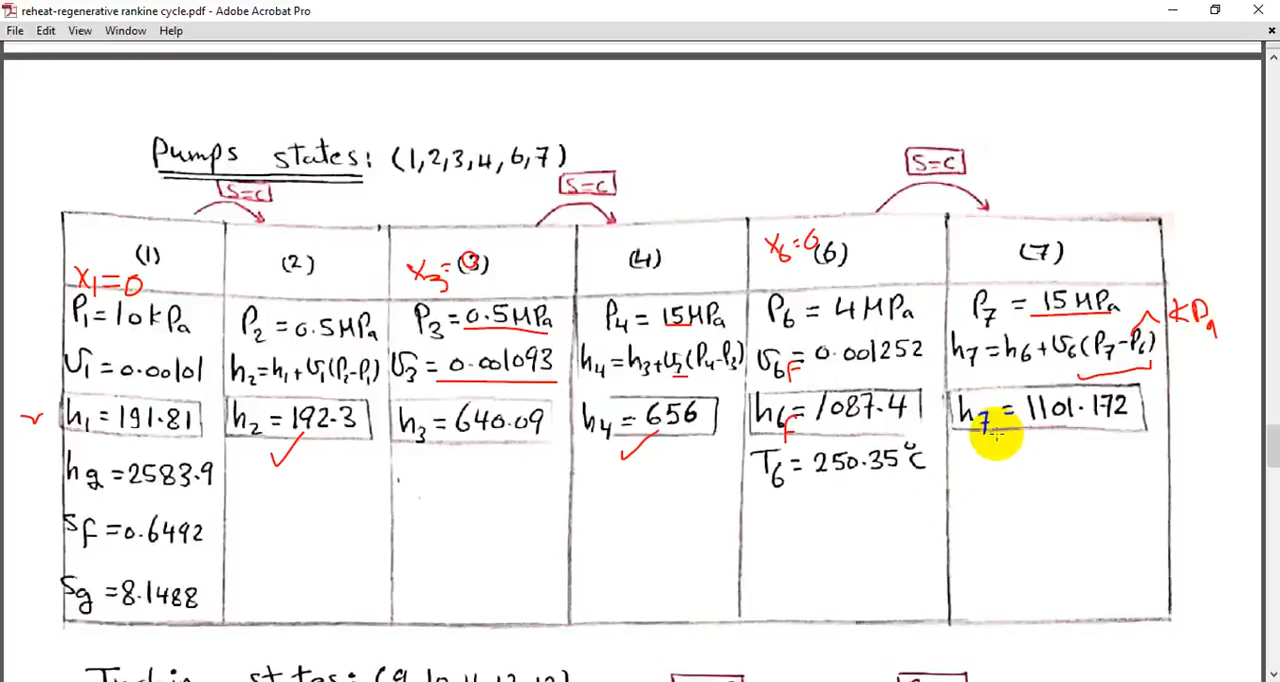 reheat-regenerative rankine cycle.pdf - Adobe Acrobat Pro
File Edit View Window Help
Pumps states: (1,2,3,4,6,7)
S=C S=C S=C
(1) (2) (3) (4) (6) (7)
x1=0 x3=0 x6=0
P1=10kPa P2=0.5MPa P3=0.5MPa P4=15MPa P6=4MPa P7=15MPa kPa
v1=0.00101 h2=h1+v1(P2-P1) v3=0.001093 h4=h3+v3(P4-P3) v6=0.001252 h7=h6+v6(P7-P6)
f
h1=191.81 h2=192.3 h3=640.09 h4=656 h6=1087.4 h7=1101.172
f
hg=2583.9 T6=250.35°C
sf=0.6492
sg=8.1488